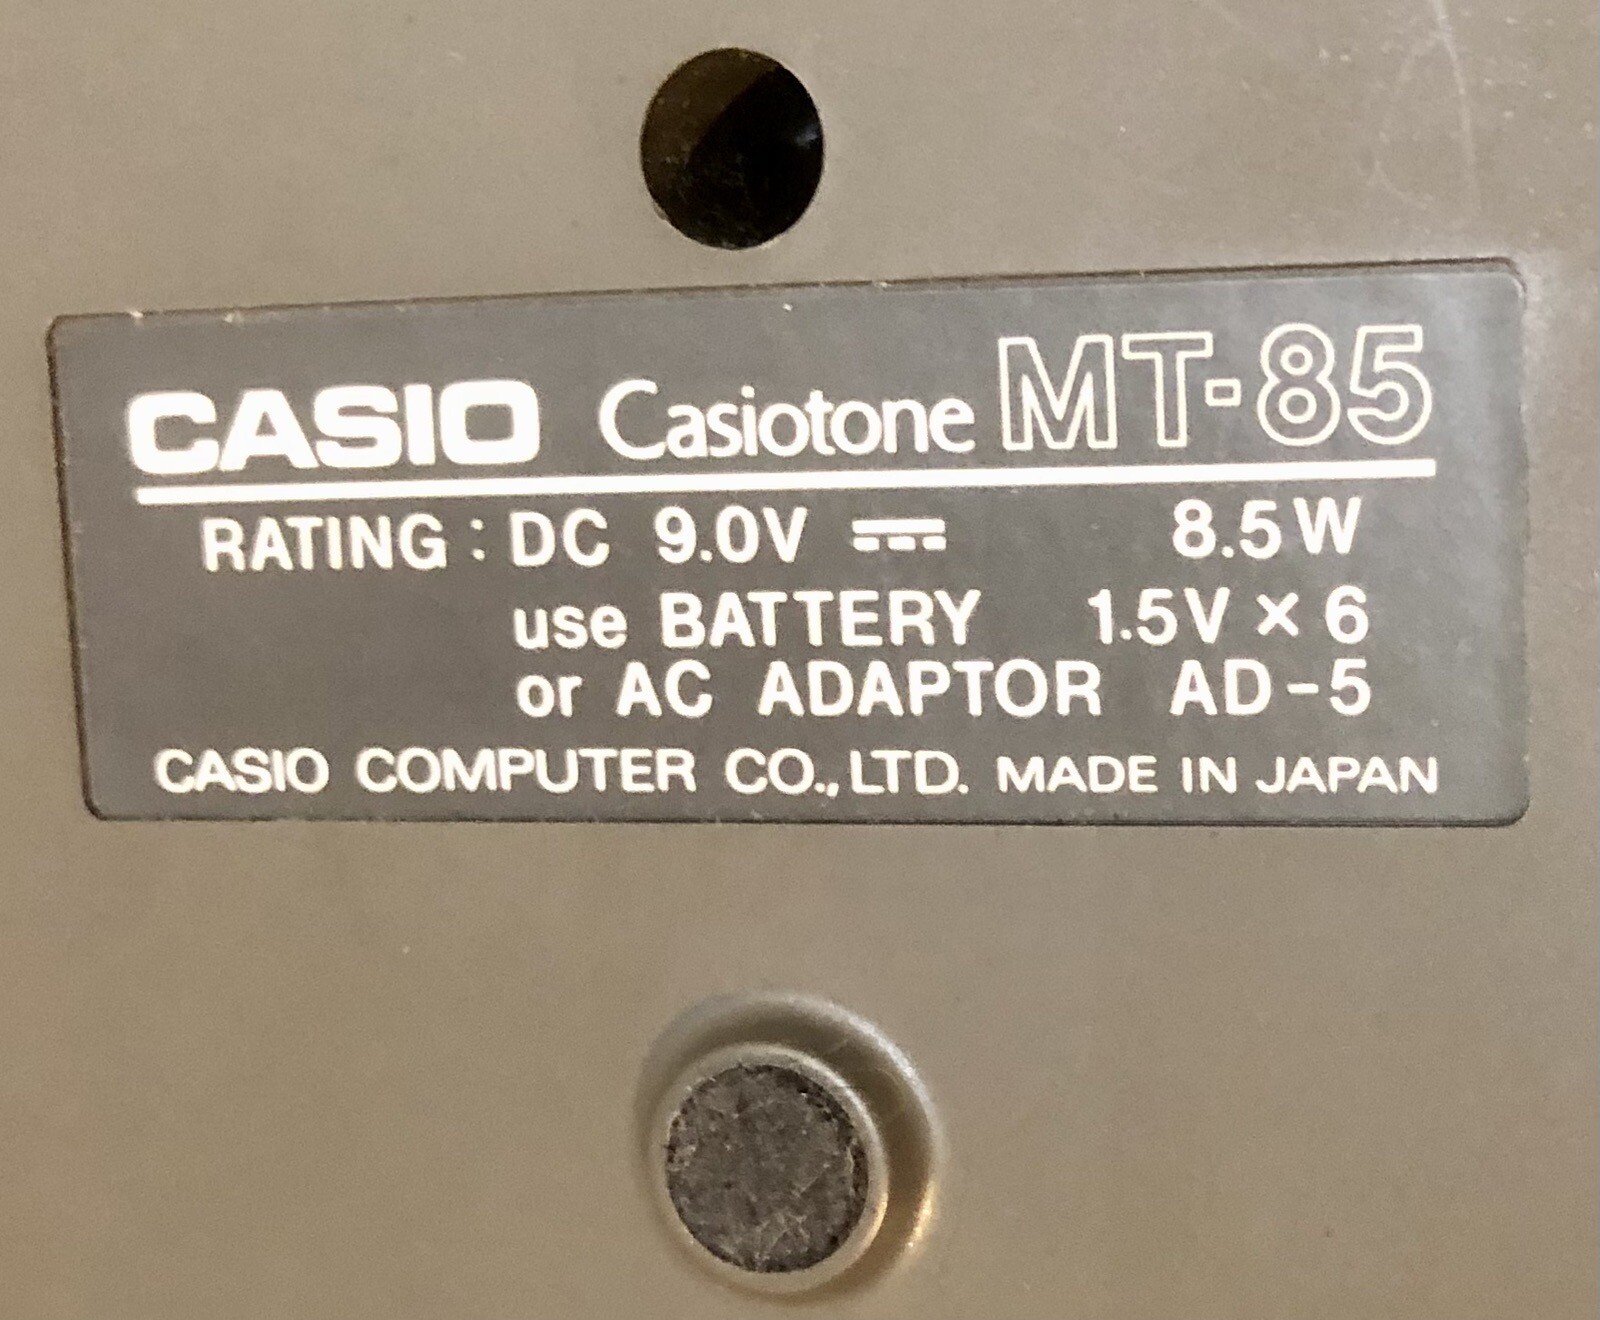 CASIO Casiotone MT-85
RATING : DC 9.0V ⎓ 8.5W
use BATTERY 1.5V × 6
or AC ADAPTOR AD-5
CASIO COMPUTER CO., LTD. MADE IN JAPAN